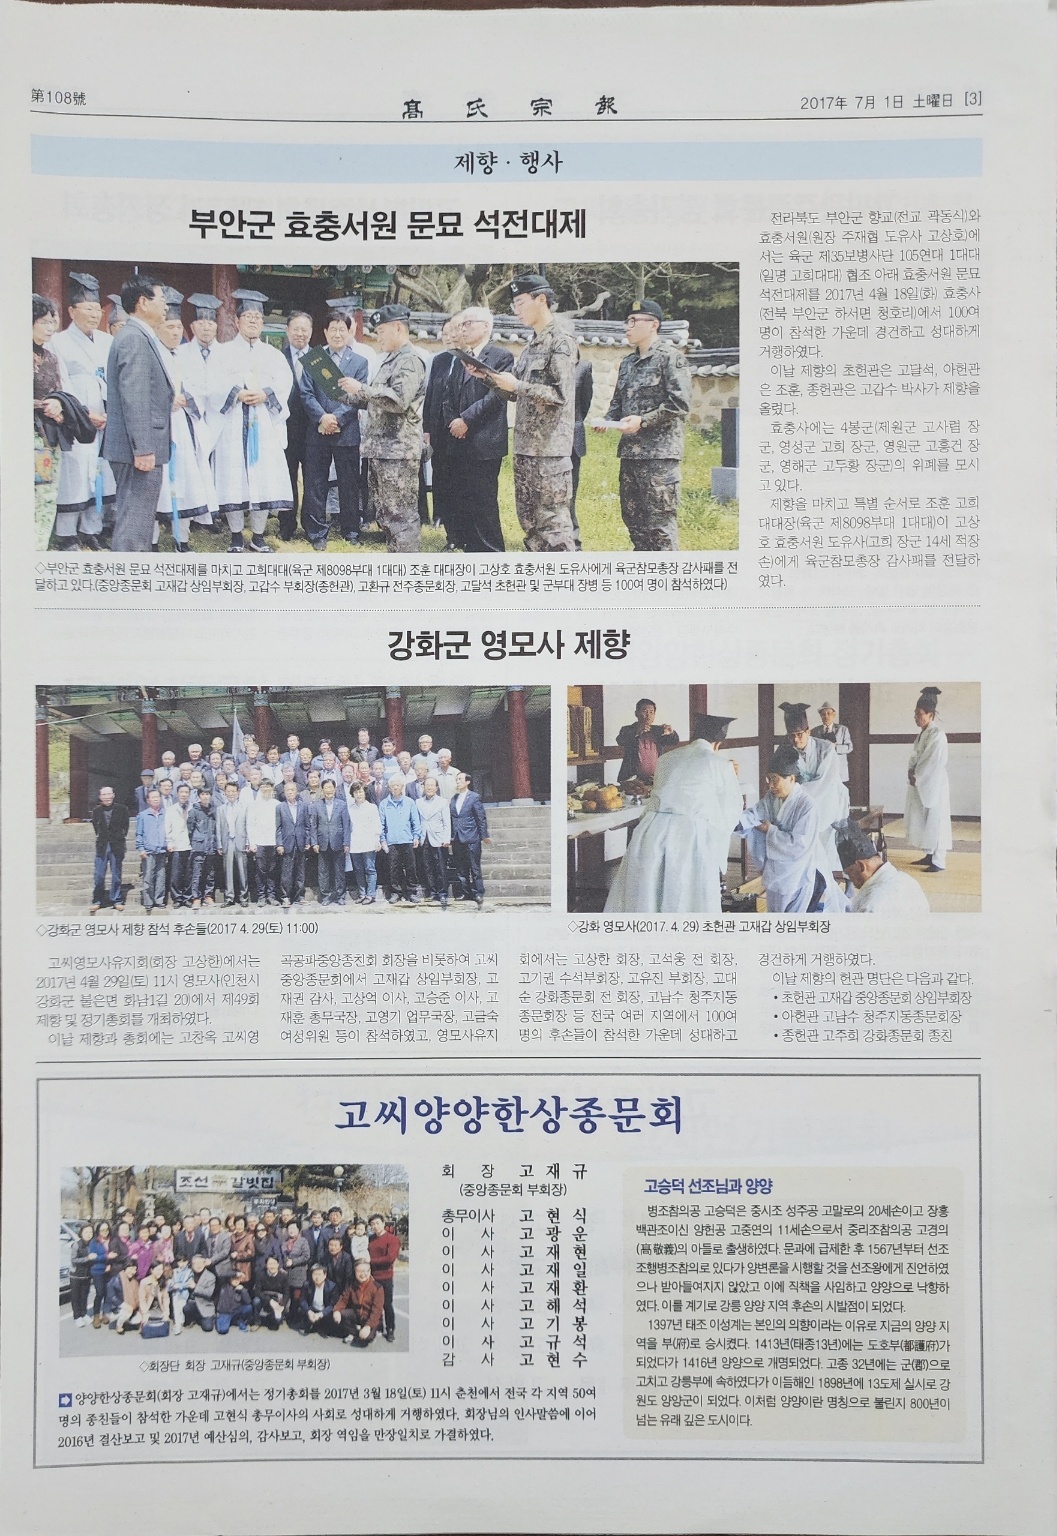 第108號
髙氏宗報
2017年 7月 1日 土曜日 [3]
제향·행사
부안군 효충서원 문묘 석전대제
전라북도 부안군 향교(전교 곽동식)와
효충서원(원장 주재협 도유사 고상호)에
서는 육군 제35보병사단 105연대 1대대
(일명 고희대대) 협조 아래 효충서원 문묘
석전대제를 2017년 4월 18일(화) 효충사
(전북 부안군 하서면 청호리)에서 100여
명이 참석한 가운데 경건하고 성대하게
거행하였다.
이날 제향의 초헌관은 고달석, 아헌관
은 조훈, 종헌관은 고갑수 박사가 제향을
올렸다.
효충사에는 4봉군(제원군 고사렴 장
군, 영성군 고희 장군, 영원군 고홍건 장
군, 영해군 고두황 장군)의 위폐를 모시
고 있다.
제향을 마치고 특별 순서로 조훈 고희
대대장(육군 제8098부대 1대대)이 고상
호 효충서원 도유사(고희 장군 14세 적장
손)에게 육군참모총장 감사패를 전달하
였다.
◇부안군 효충서원 문묘 석전대제를 마치고 고희대대(육군 제8098부대 1대대) 조훈 대대장이 고상호 효충서원 도유사에게 육군참모총장 감사패를 전
달하고 있다.(중앙종문회 고재갑 상임부회장, 고갑수 부회장(종헌관), 고환규 전주종문회장, 고달석 초헌관 및 군부대 장병 등 100여 명이 참석하였다)
강화군 영모사 제향
◇강화군 영모사 제향 참석 후손들(2017 4. 29(토) 11:00)
◇강화 영모사(2017. 4. 29) 초헌관 고재갑 상임부회장
고씨영모사유지회(회장 고상한)에서는
2017년 4월 29일(토) 11시 영모사(인천시
강화군 불은면 화남1길 20)에서 제49회
제향 및 정기총회를 개최하였다.
이날 제향과 총회에는 고찬옥 고씨영
곡공파중앙종친회 회장을 비롯하여 고씨
중앙종문회에서 고재갑 상임부회장, 고
재권 감사, 고상억 이사, 고승준 이사, 고
재훈 총무국장, 고영기 업무국장, 고금숙
여성위원 등이 참석하였고, 영모사유지
회에서는 고상한 회장, 고석웅 전 회장,
고기권 수석부회장, 고유진 부회장, 고대
순 강화종문회 전 회장, 고남수 청주지동
종문회장 등 전국 여러 지역에서 100여
명의 후손들이 참석한 가운데 성대하고
경건하게 거행하였다.
이날 제향의 헌관 명단은 다음과 같다.
• 초헌관 고재갑 중앙종문회 상임부회장
• 아헌관 고남수 청주지동종문회장
• 종헌관 고주희 강화종문회 종친
고씨양양한상종문회
조선 갈빗집
◇회장단 회장 고재규(중앙종문회 부회장)
회 장 고 재 규
(중앙종문회 부회장)
총무이사 고 현 식
이 사 고 광 운
이 사 고 재 현
이 사 고 재 일
이 사 고 재 환
이 사 고 해 석
이 사 고 기 봉
이 사 고 규 석
감 사 고 현 수
양양한상종문회(회장 고재규)에서는 정기총회를 2017년 3월 18일(토) 11시 춘천에서 전국 각 지역 50여
명의 종친들이 참석한 가운데 고현식 총무이사의 사회로 성대하게 거행하였다. 회장님의 인사말씀에 이어
2016년 결산보고 및 2017년 예산심의, 감사보고, 회장 역임을 만장일치로 가결하였다.
고승덕 선조님과 양양
병조참의공 고승덕은 중시조 성주공 고말로의 20세손이고 장흥
백관조이신 양헌공 고중연의 11세손으로서 중리조참의공 고경의
(髙敬義)의 아들로 출생하였다. 문과에 급제한 후 1567년부터 선조
조행병조참의로 있다가 양변론을 시행할 것을 선조왕에게 진언하였
으나 받아들여지지 않았고 이에 직책을 사임하고 양양으로 낙향하
였다. 이를 계기로 강릉 양양 지역 후손의 시발점이 되었다.
1397년 태조 이성계는 본인의 의향이라는 이유로 지금의 양양 지
역을 부(府)로 승시켰다. 1413년(태종13년)에는 도호부(都護府)가
되었다가 1416년 양양으로 개명되었다. 고종 32년에는 군(郡)으로
고치고 강릉부에 속하였다가 이듬해인 1898년에 13도제 실시로 강
원도 양양군이 되었다. 이처럼 양양이란 명칭으로 불린지 800년이
넘는 유래 깊은 도시이다.